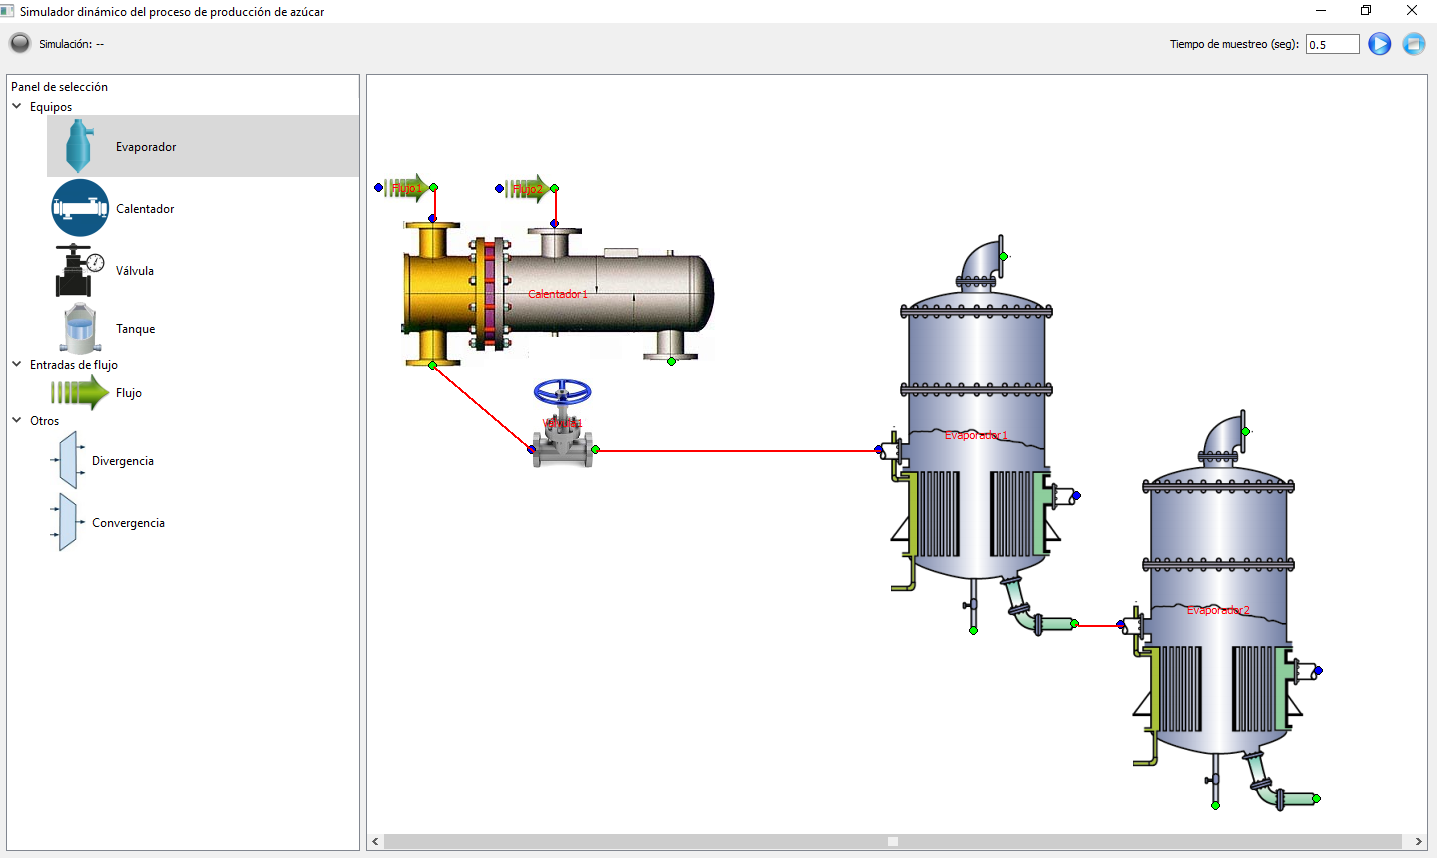 Simulador dinámico del proceso de producción de azúcar
Simulación: --
Tiempo de muestreo (seg): 0.5
Panel de selección
Equipos
Evaporador
Calentador
Válvula
Tanque
Entradas de flujo
Flujo
Otros
Divergencia
Convergencia
Flujo1
Flujo2
Calentador1
Válvula1
Evaporador1
Evaporador2